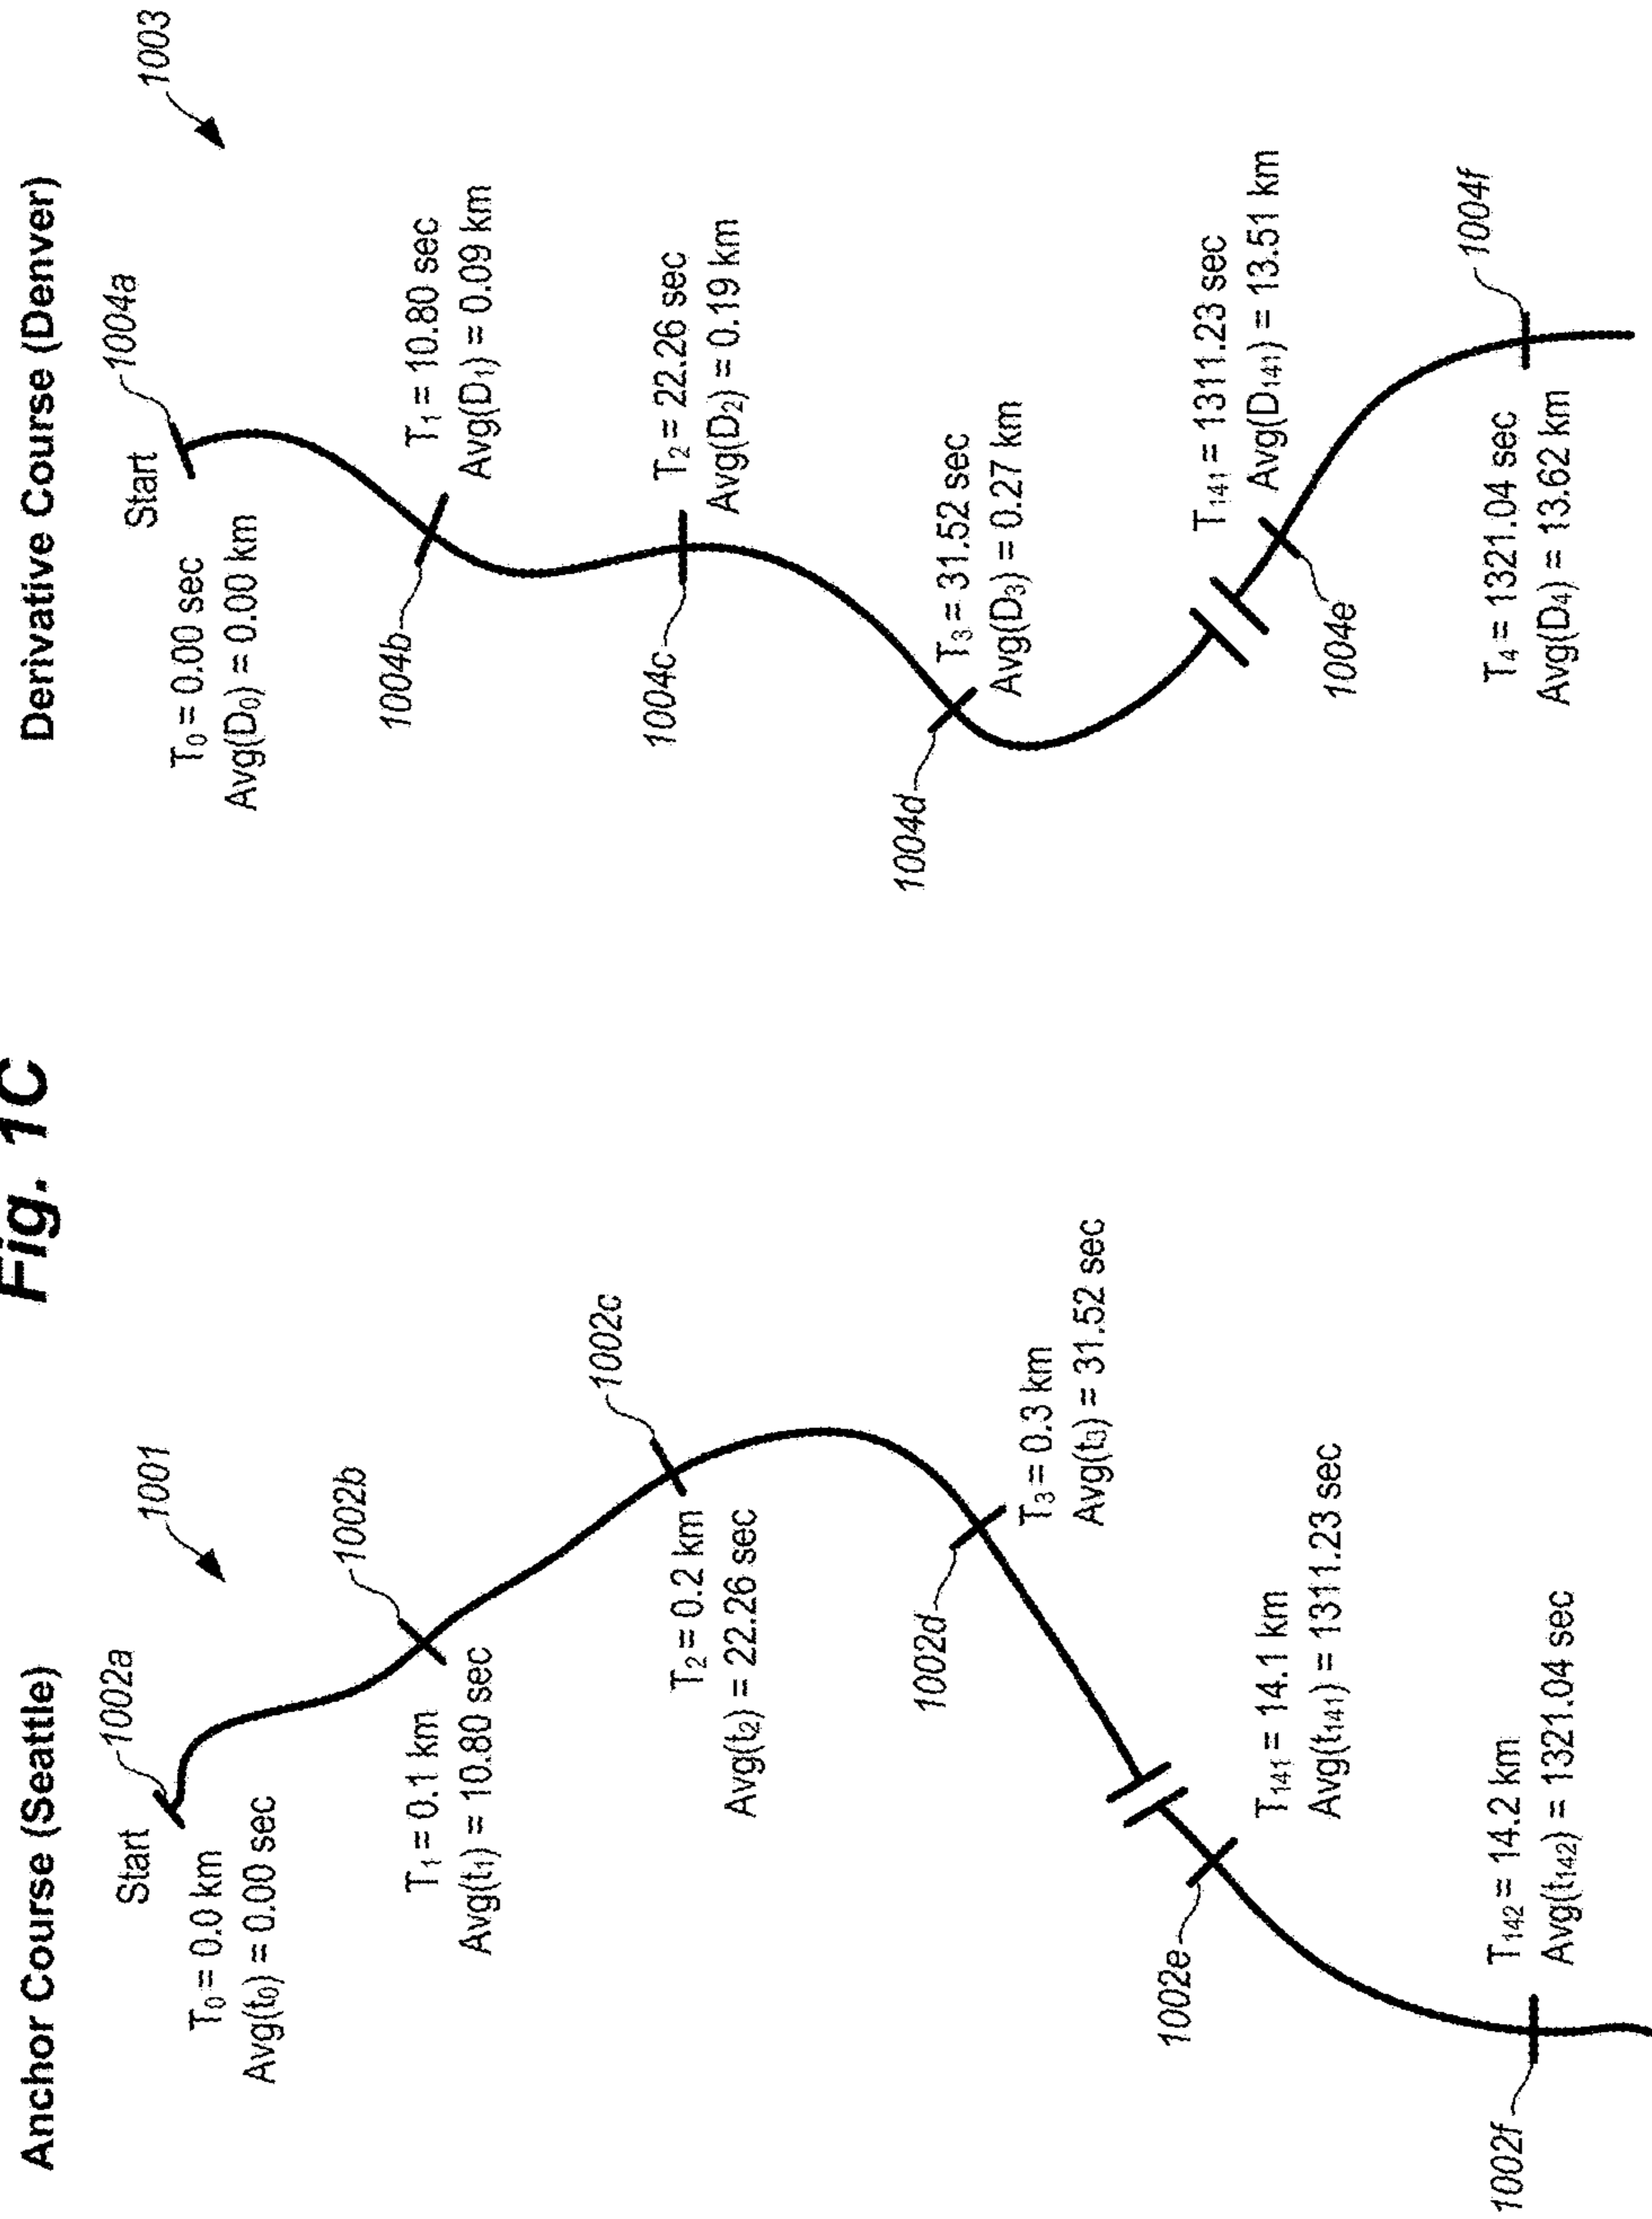 Fig. 1C
Anchor Course (Seattle)
1001
Start
1002a
T₀ = 0.0 km
Avg(t₀) = 0.00 sec
1002b
T₁ = 0.1 km
Avg(t₁) = 10.80 sec
1002c
T₂ = 0.2 km
Avg(t₂) = 22.26 sec
1002d
T₃ = 0.3 km
Avg(t₃) = 31.52 sec
1002e
T₁₄₁ = 14.1 km
Avg(t₁₄₁) = 1311.23 sec
1002f
T₁₄₂ = 14.2 km
Avg(t₁₄₂) = 1321.04 sec
Derivative Course (Denver)
1003
Start
1004a
T₀ = 0.00 sec
Avg(D₀) = 0.00 km
1004b
T₁ = 10.80 sec
Avg(D₁) = 0.09 km
1004c
T₂ = 22.26 sec
Avg(D₂) = 0.19 km
1004d
T₃ = 31.52 sec
Avg(D₃) = 0.27 km
1004e
T₁₄₁ = 1311.23 sec
Avg(D₁₄₁) = 13.51 km
1004f
T₄ = 1321.04 sec
Avg(D₄) = 13.62 km